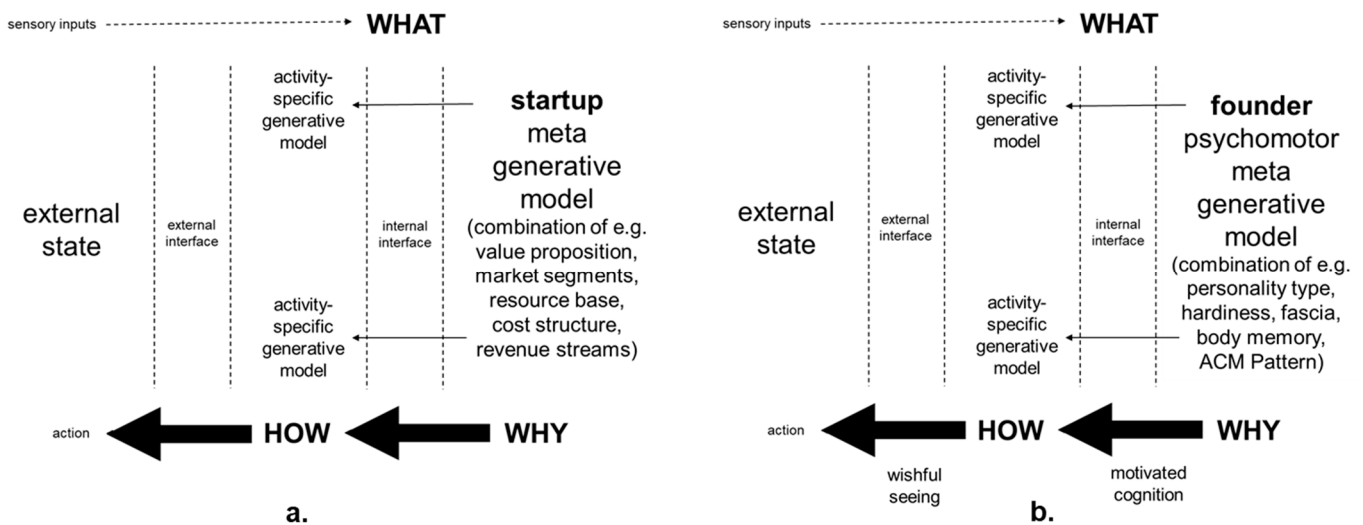 sensory inputs
WHAT
activity-
specific
generative
model
startup
meta
generative
model
(combination of e.g.
value proposition,
market segments,
resource base,
cost structure,
revenue streams)
external
state
external
interface
internal
interface
activity-
specific
generative
model
action
HOW
WHY
a.
sensory inputs
WHAT
activity-
specific
generative
model
founder
psychomotor
meta
generative
model
(combination of e.g.
personality type,
hardiness, fascia,
body memory,
ACM Pattern)
external
state
external
interface
internal
interface
activity-
specific
generative
model
action
HOW
WHY
wishful
seeing
motivated
cognition
b.